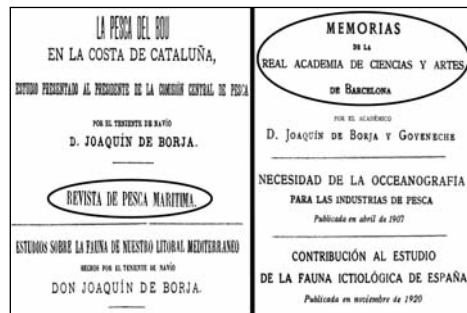 LA PESCA DEL BOU
EN LA COSTA DE CATALUÑA,
ESTUDIO PRESENTADO AL PRESIDENTE DE LA COMISIÓN CENTRAL DE PESCA
POR EL TENIENTE DE NAVÍO
D. JOAQUÍN DE BORJA.
REVISTA DE PESCA MARÍTIMA.
ESTUDIOS SOBRE LA FAUNA DE NUESTRO LITORAL MEDITERRANEO
HECHOS POR EL TENIENTE DE NAVÍO
DON JOAQUÍN DE BORJA.
MEMORIAS
DE LA
REAL ACADEMIA DE CIENCIAS Y ARTES
DE BARCELONA
POR EL ACADÉMICO
D. JOAQUÍN DE BORJA Y GOYENECHE
NECESIDAD DE LA OCCEANOGRAFIA
PARA LAS INDUSTRIAS DE PESCA
Publicada en abril de 1907
CONTRIBUCIÓN AL ESTUDIO
DE LA FAUNA ICTIOLÓGICA DE ESPAÑA
Publicada en noviembre de 1920